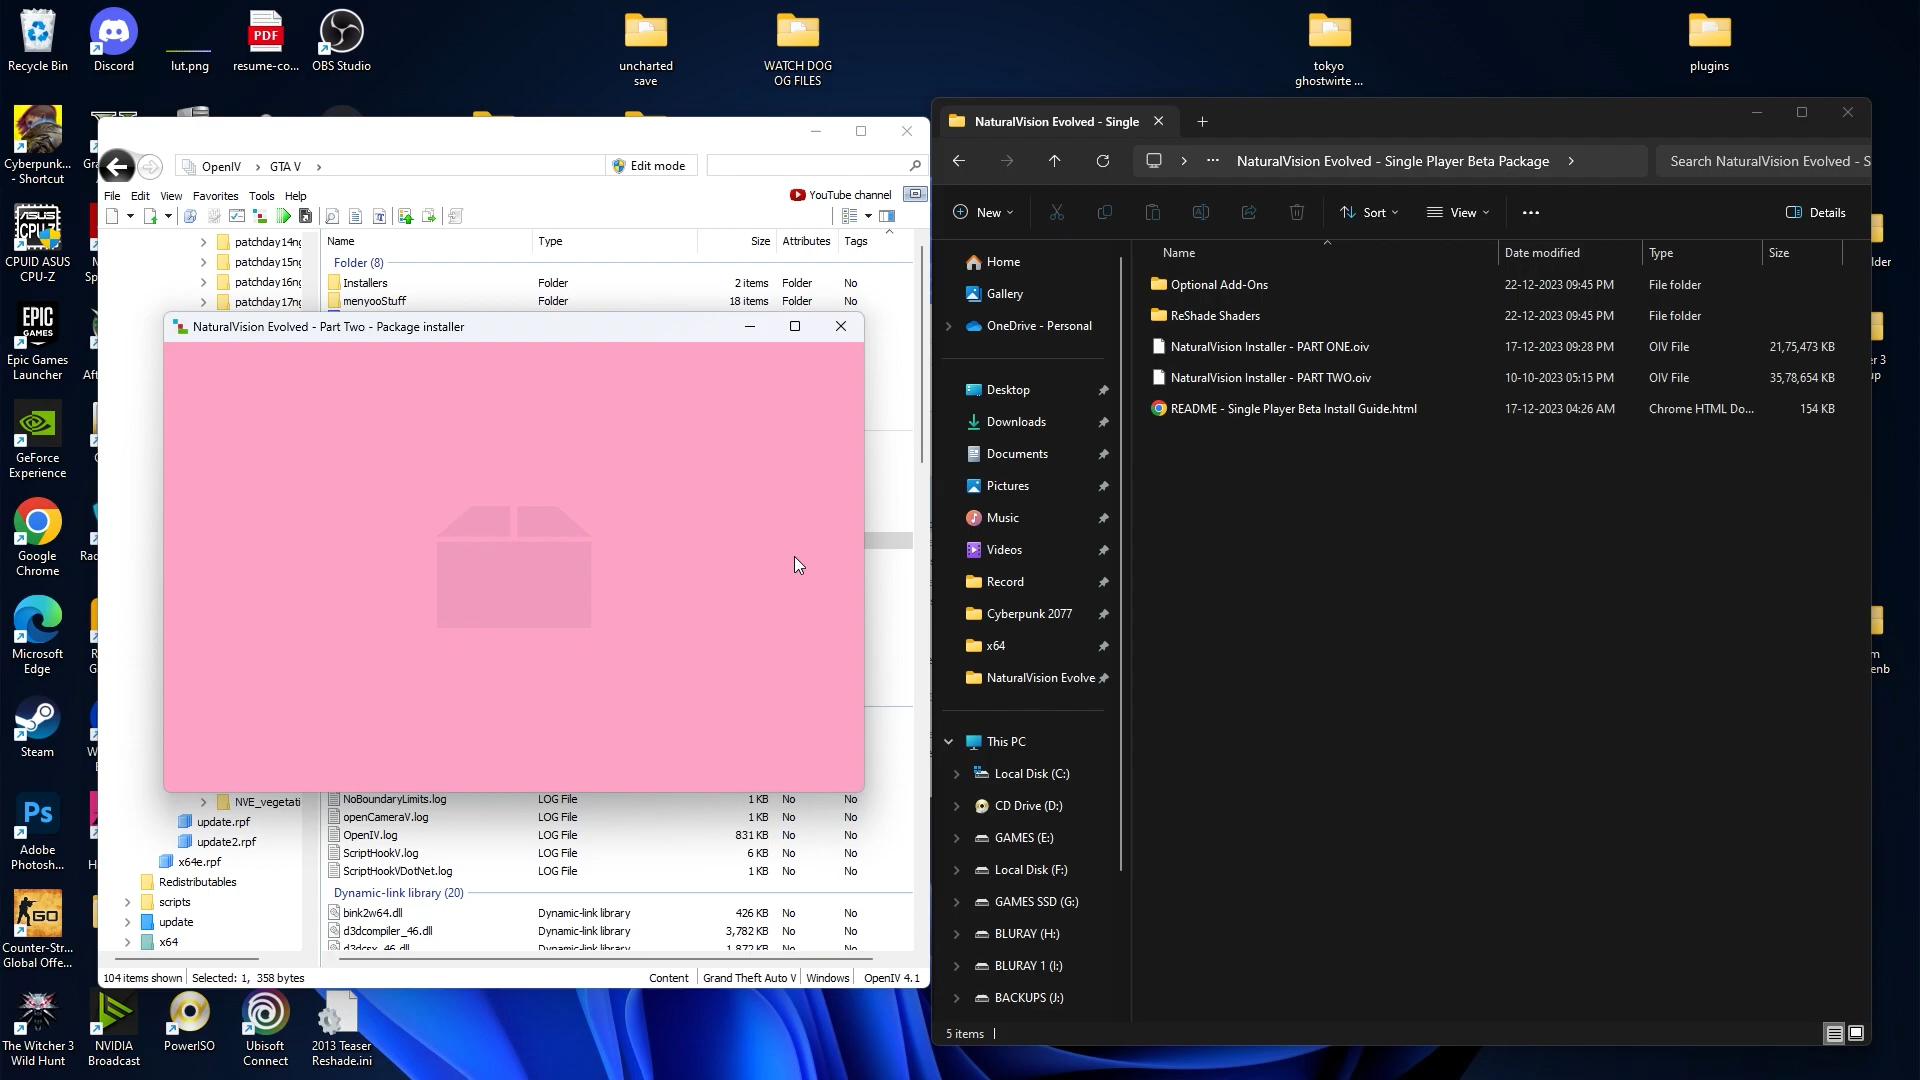 Recycle Bin
Discord
lut.png
resume-co...
OBS Studio
uncharted
save
WATCH DOG
OG FILES
tokyo
ghostwirte ...
plugins
Cyberpunk...
- Shortcut
CPUID ASUS
CPU-Z
Epic Games
Launcher
GeForce
Experience
Google
Chrome
Microsoft
Edge
Steam
Adobe
Photosh...
Counter-Str...
Global Offe...
The Witcher 3
Wild Hunt
NVIDIA
Broadcast
PowerISO
Ubisoft
Connect
2013 Teaser
Reshade.ini
OpenIV
GTA V
Edit mode
File Edit View Favorites Tools Help
YouTube channel
patchday14ng
patchday15ng
patchday16ng
patchday17ng
Name Type Size Attributes Tags
Folder (8)
Installers Folder 2 items Folder No
menyooStuff Folder 18 items Folder No
NaturalVision Evolved - Part Two - Package installer
NVE_vegetati
update.rpf
update2.rpf
x64e.rpf
Redistributables
scripts
update
x64
NoBoundaryLimits.log LOG File 1 KB No No
openCameraV.log LOG File 1 KB No No
OpenIV.log LOG File 831 KB No No
ScriptHookV.log LOG File 6 KB No No
ScriptHookVDotNet.log LOG File 1 KB No No
Dynamic-link library (20)
bink2w64.dll Dynamic-link library 426 KB No No
d3dcompiler_46.dll Dynamic-link library 3,782 KB No No
d3dcsx_46.dll Dynamic-link library 1,872 KB No No
104 items shown Selected: 1, 358 bytes
Content Grand Theft Auto V Windows OpenIV 4.1
NaturalVision Evolved - Single
NaturalVision Evolved - Single Player Beta Package
Search NaturalVision Evolved - S
New Sort View Details
Home
Gallery
OneDrive - Personal
Desktop
Downloads
Documents
Pictures
Music
Videos
Record
Cyberpunk 2077
x64
NaturalVision Evolve
This PC
Local Disk (C:)
CD Drive (D:)
GAMES (E:)
Local Disk (F:)
GAMES SSD (G:)
BLURAY (H:)
BLURAY 1 (I:)
BACKUPS (J:)
Name Date modified Type Size
Optional Add-Ons 22-12-2023 09:45 PM File folder
ReShade Shaders 22-12-2023 09:45 PM File folder
NaturalVision Installer - PART ONE.oiv 17-12-2023 09:28 PM OIV File 21,75,473 KB
NaturalVision Installer - PART TWO.oiv 10-10-2023 05:15 PM OIV File 35,78,654 KB
README - Single Player Beta Install Guide.html 17-12-2023 04:26 AM Chrome HTML Do... 154 KB
5 items